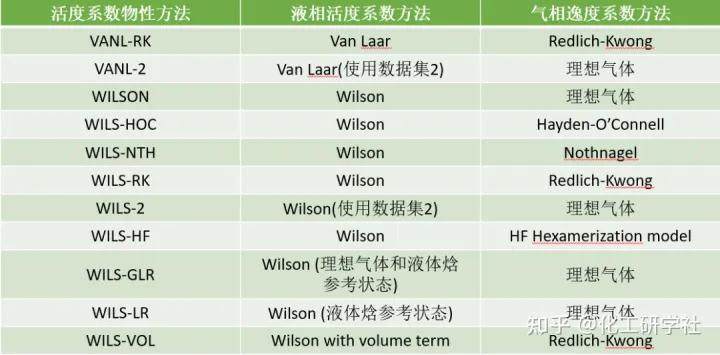 活度系数物性方法 液相活度系数方法 气相逸度系数方法
VANL-RK Van Laar Redlich-Kwong
VANL-2 Van Laar(使用数据集2) 理想气体
WILSON Wilson 理想气体
WILS-HOC Wilson Hayden-O'Connell
WILS-NTH Wilson Nothnagel
WILS-RK Wilson Redlich-Kwong
WILS-2 Wilson(使用数据集2) 理想气体
WILS-HF Wilson HF Hexamerization model
WILS-GLR Wilson (理想气体和液体焓 理想气体
参考状态)
WILS-LR Wilson (液体焓参考状态) 理想气体
WILS-VOL Wilson with volume term Redlich-Kwong
知乎 @化工研学社